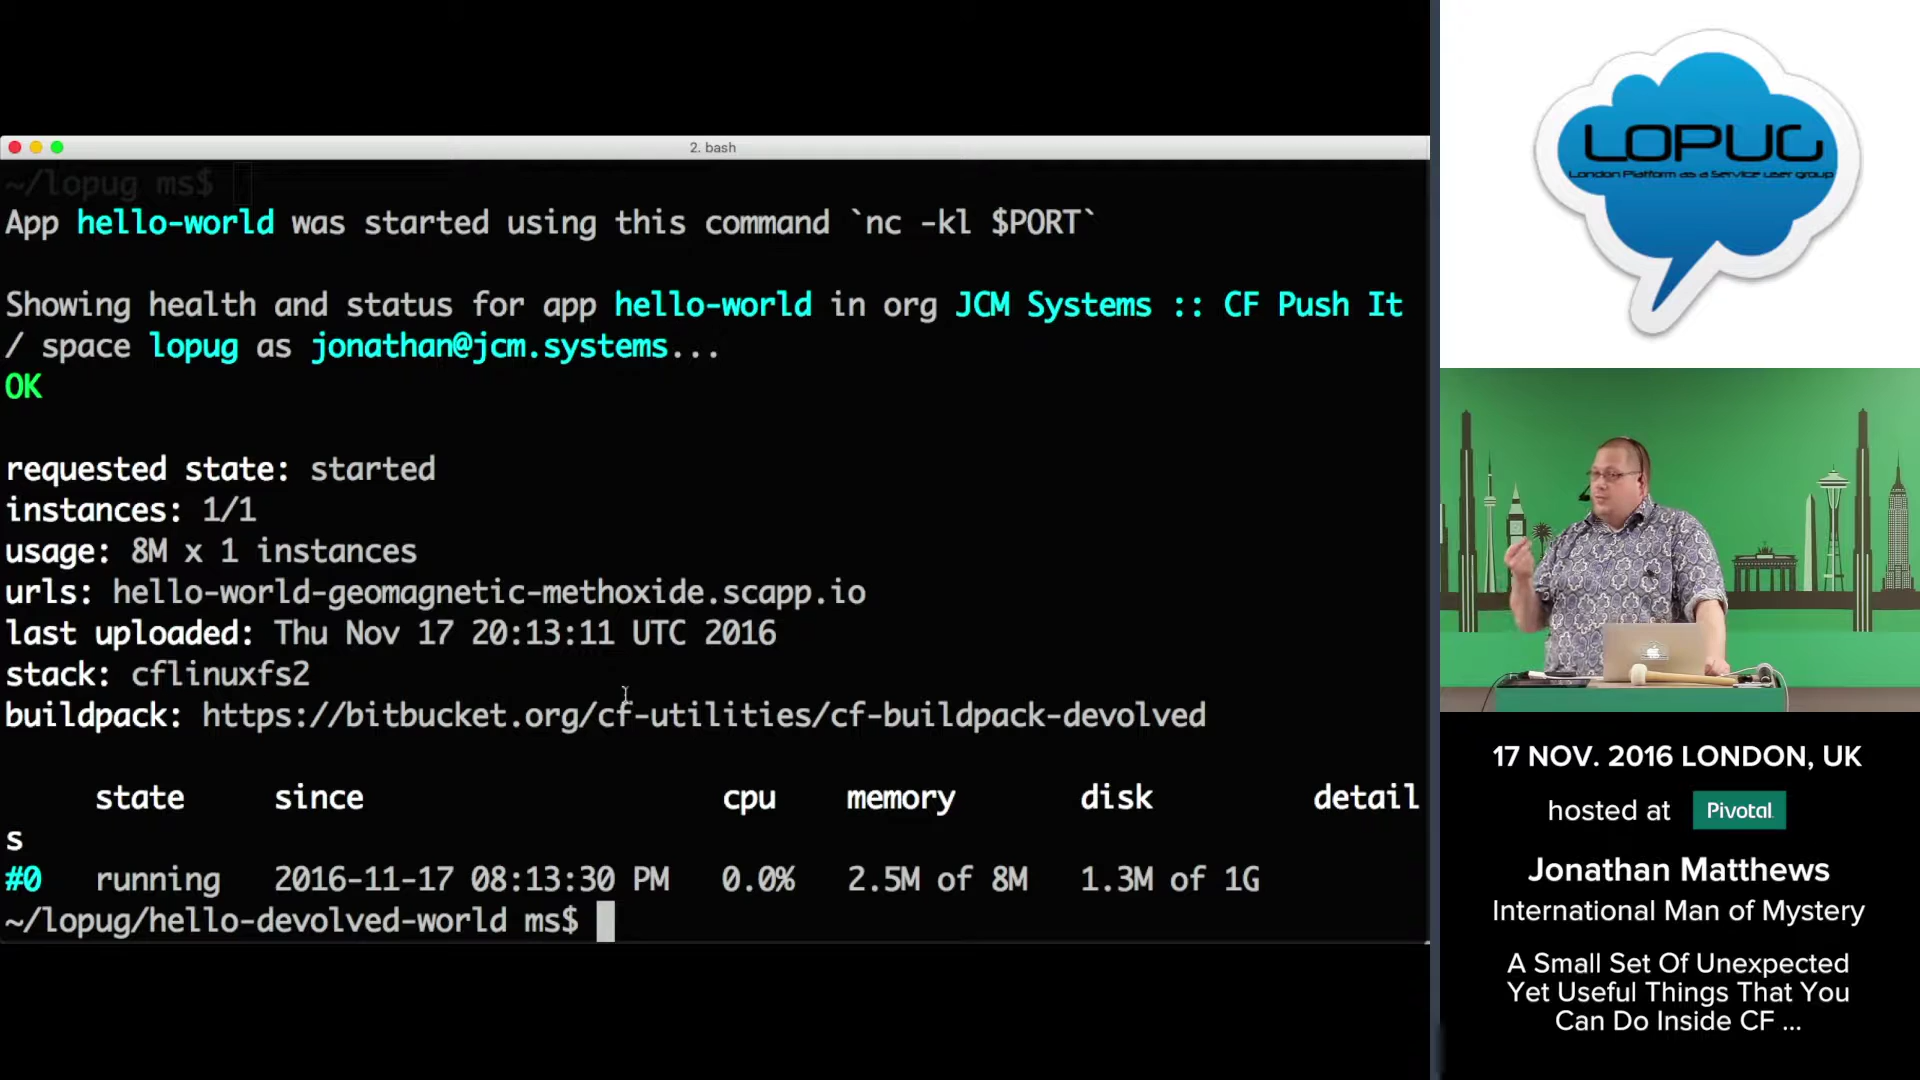 2. bash
~/lopug ms$
App hello-world was started using this command `nc -kl $PORT`
Showing health and status for app hello-world in org JCM Systems :: CF Push It
/ space lopug as jonathan@jcm.systems...
OK
requested state: started
instances: 1/1
usage: 8M x 1 instances
urls: hello-world-geomagnetic-methoxide.scapp.io
last uploaded: Thu Nov 17 20:13:11 UTC 2016
stack: cflinuxfs2
buildpack: https://bitbucket.org/cf-utilities/cf-buildpack-devolved
state since cpu memory disk detail
s
#0 running 2016-11-17 08:13:30 PM 0.0% 2.5M of 8M 1.3M of 1G
~/lopug/hello-devolved-world ms$
LOPUG
London Platform as a Service user group
17 NOV. 2016 LONDON, UK
hosted at Pivotal
Jonathan Matthews
International Man of Mystery
A Small Set Of Unexpected
Yet Useful Things That You
Can Do Inside CF ...